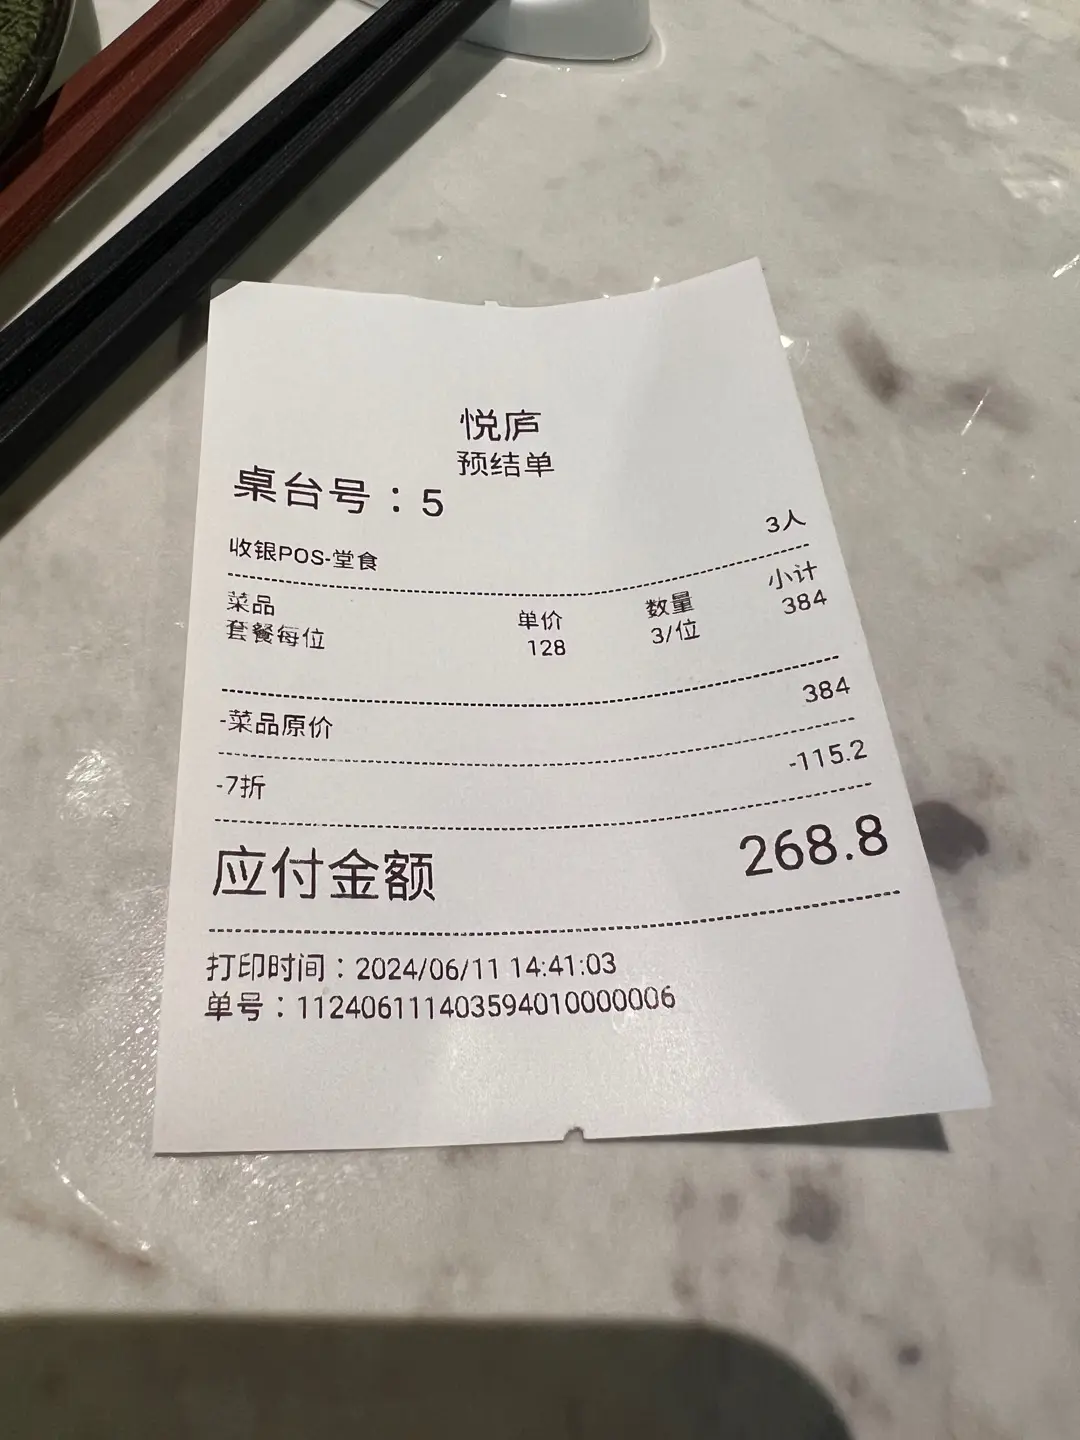 悦庐
预结单
桌台号：5
3人
收银POS-堂食
菜品 单价 数量 小计
套餐每位 128 3/位 384
-菜品原价 384
-7折 -115.2
应付金额 268.8
打印时间：2024/06/11 14:41:03
单号：112406111403594010000006